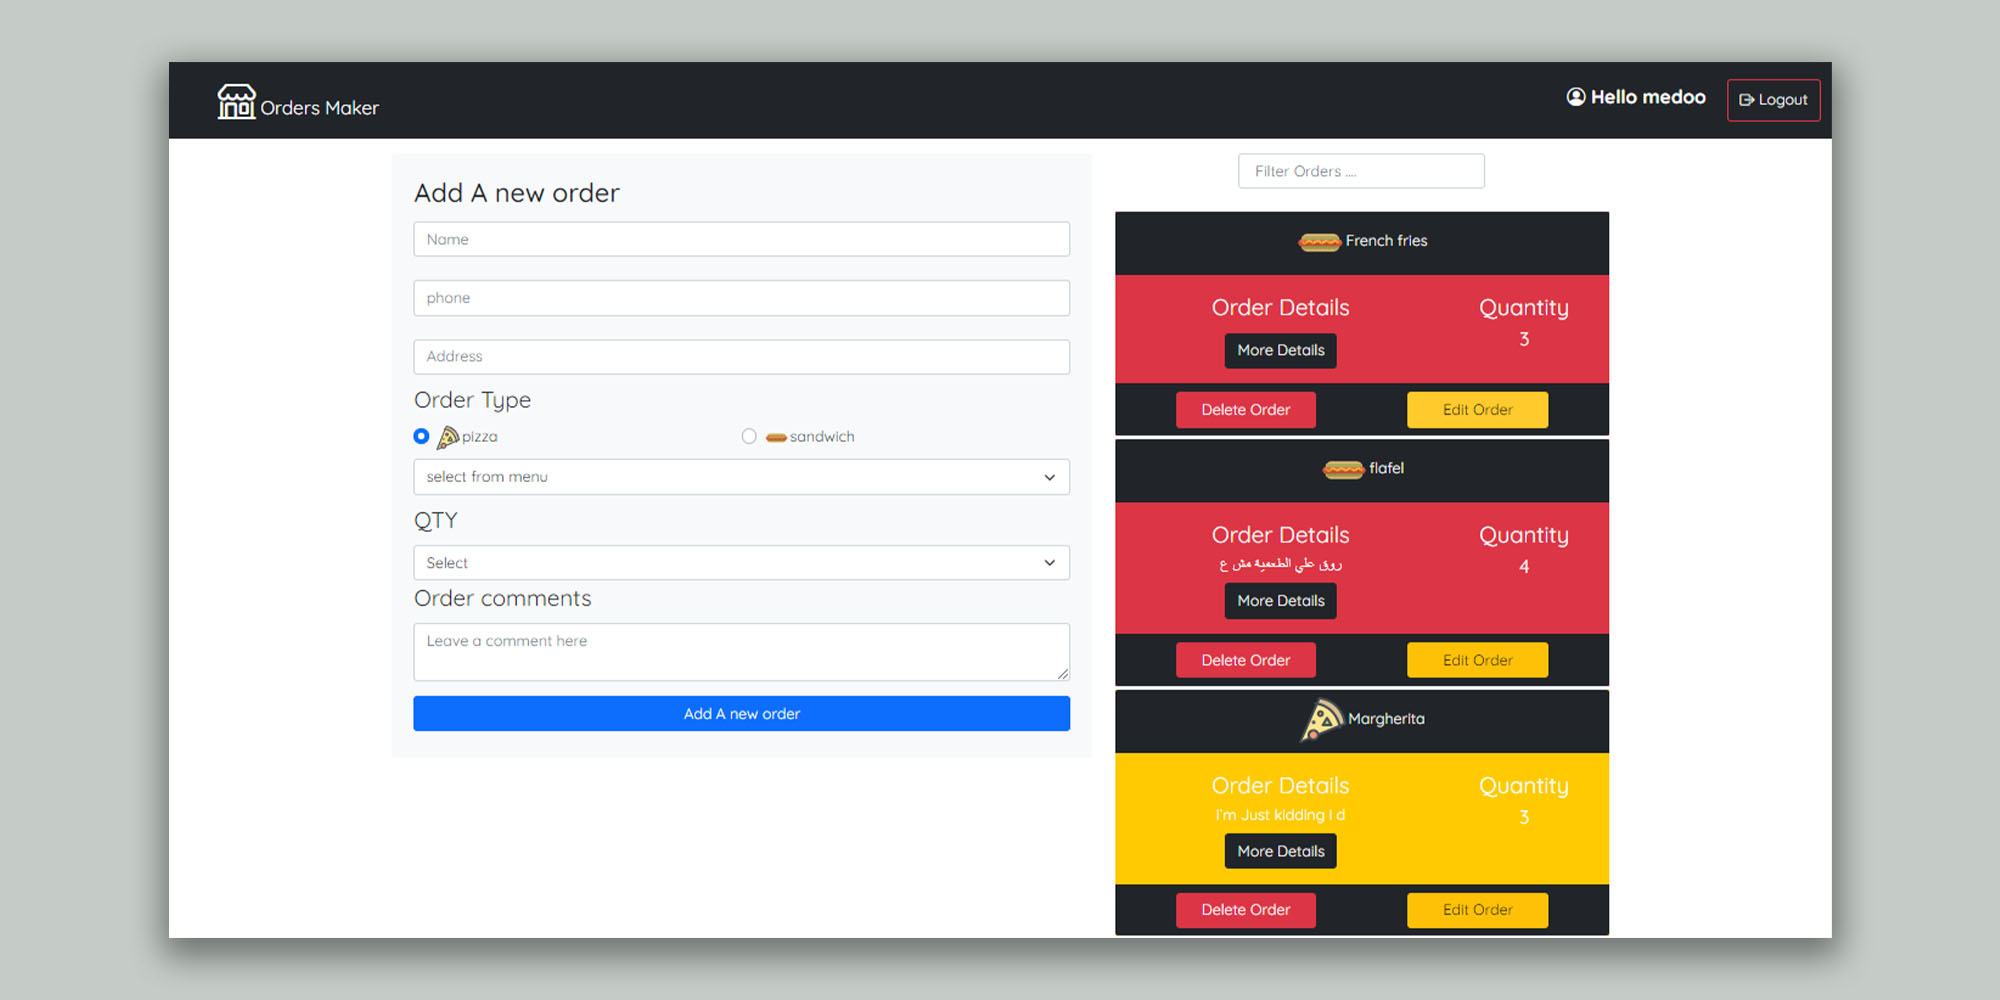 Orders Maker
Hello medoo
Logout
Add A new order
Name
phone
Address
Order Type
pizza
sandwich
select from menu
QTY
Select
Order comments
Leave a comment here
Add A new order
Filter Orders ....
French fries
Order Details
Quantity
More Details
3
Delete Order
Edit Order
flafel
Order Details
Quantity
روق علي الطعمية مش ع
4
More Details
Delete Order
Edit Order
Margherita
Order Details
Quantity
I'm Just kidding I d
3
More Details
Delete Order
Edit Order